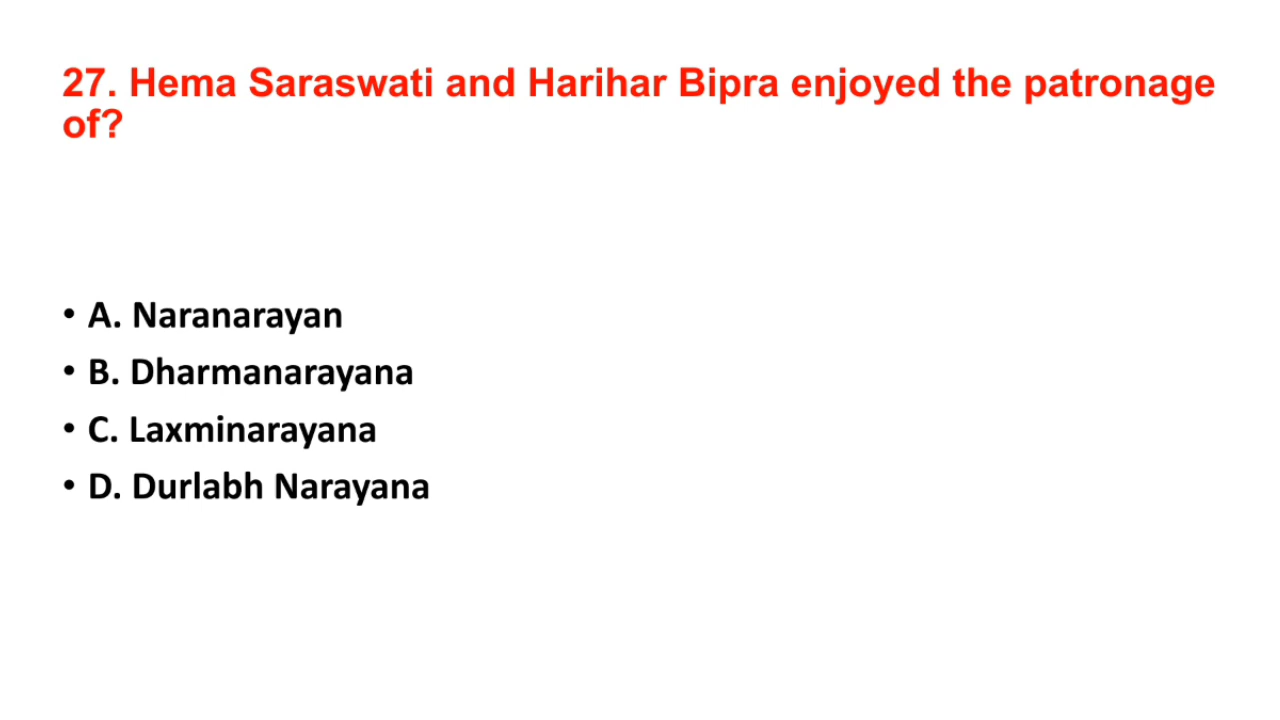 27. Hema Saraswati and Harihar Bipra enjoyed the patronage
of?
• A. Naranarayan
• B. Dharmanarayana
• C. Laxminarayana
• D. Durlabh Narayana